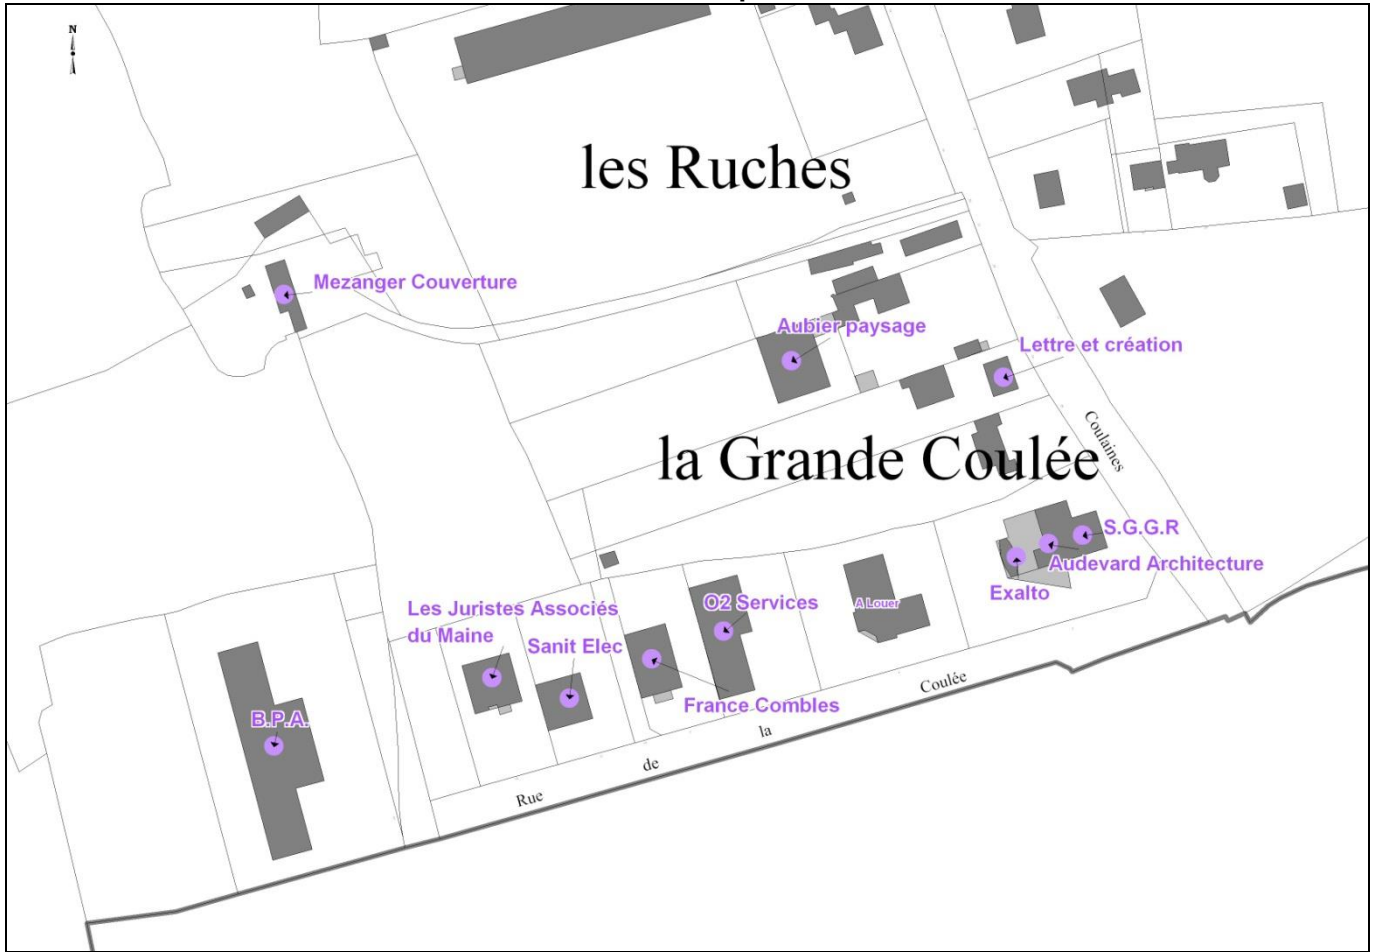 N
les Ruches
Mezanger Couverture
Aubier paysage
Lettre et création
Coulaines
la Grande Coulée
S.G.G.R
Audevard Architecture
Exalto
O2 Services
A Louer
Les Juristes Associés
du Maine
Sanit Elec
France Combles
B.P.A.
Rue de la Coulée